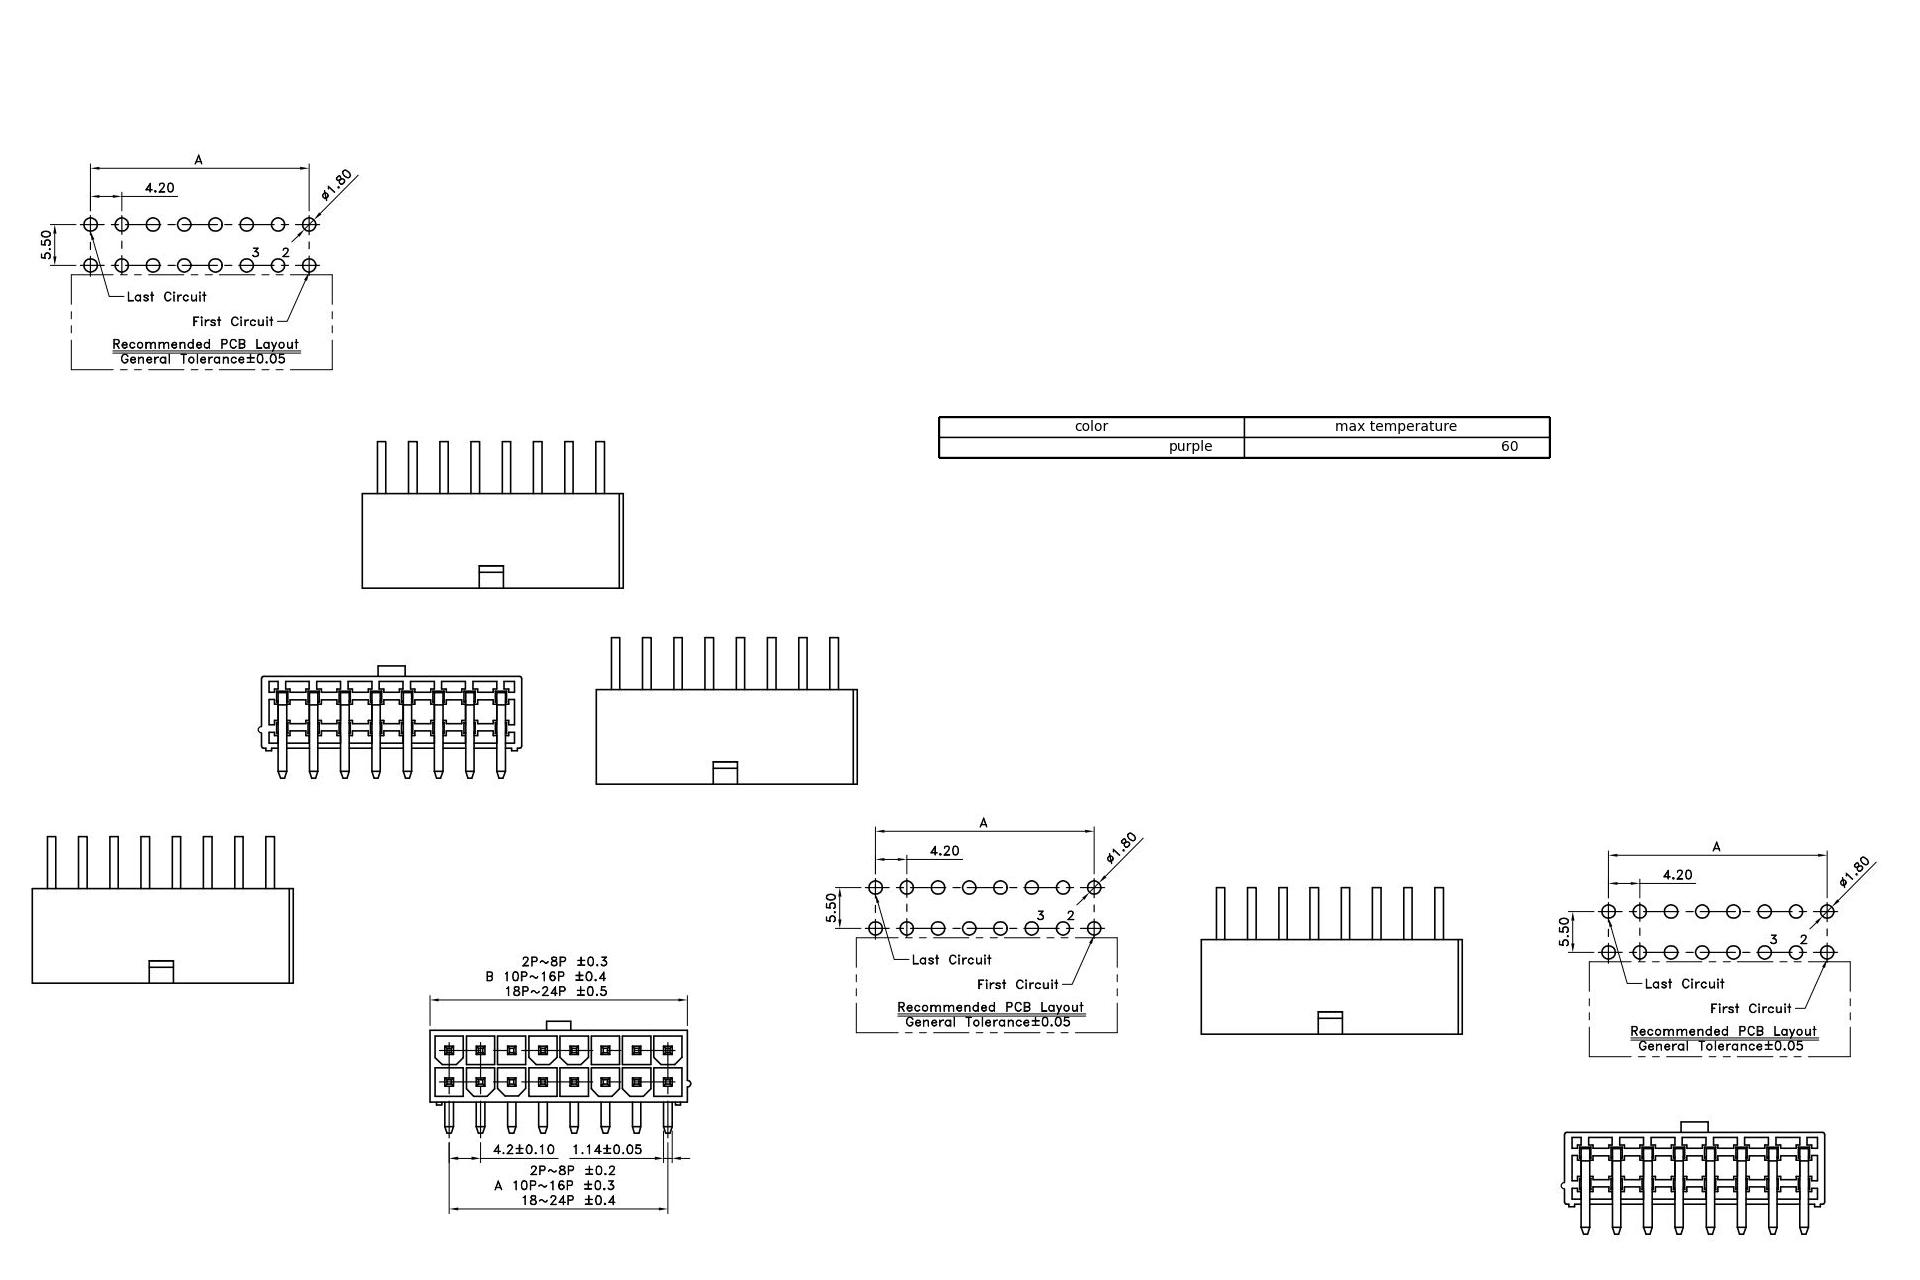 A
4.20
ø1.80
5.50
3 2
Last Circuit
First Circuit
Recommended PCB Layout
General Tolerance±0.05
color max temperature
purple 60
A
4.20
ø1.80
5.50
3 2
Last Circuit
First Circuit
Recommended PCB Layout
General Tolerance±0.05
A
4.20
ø1.80
5.50
3 2
Last Circuit
First Circuit
Recommended PCB Layout
General Tolerance±0.05
2P~8P ±0.3
B 10P~16P ±0.4
18P~24P ±0.5
4.2±0.10 1.14±0.05
2P~8P ±0.2
A 10P~16P ±0.3
18~24P ±0.4